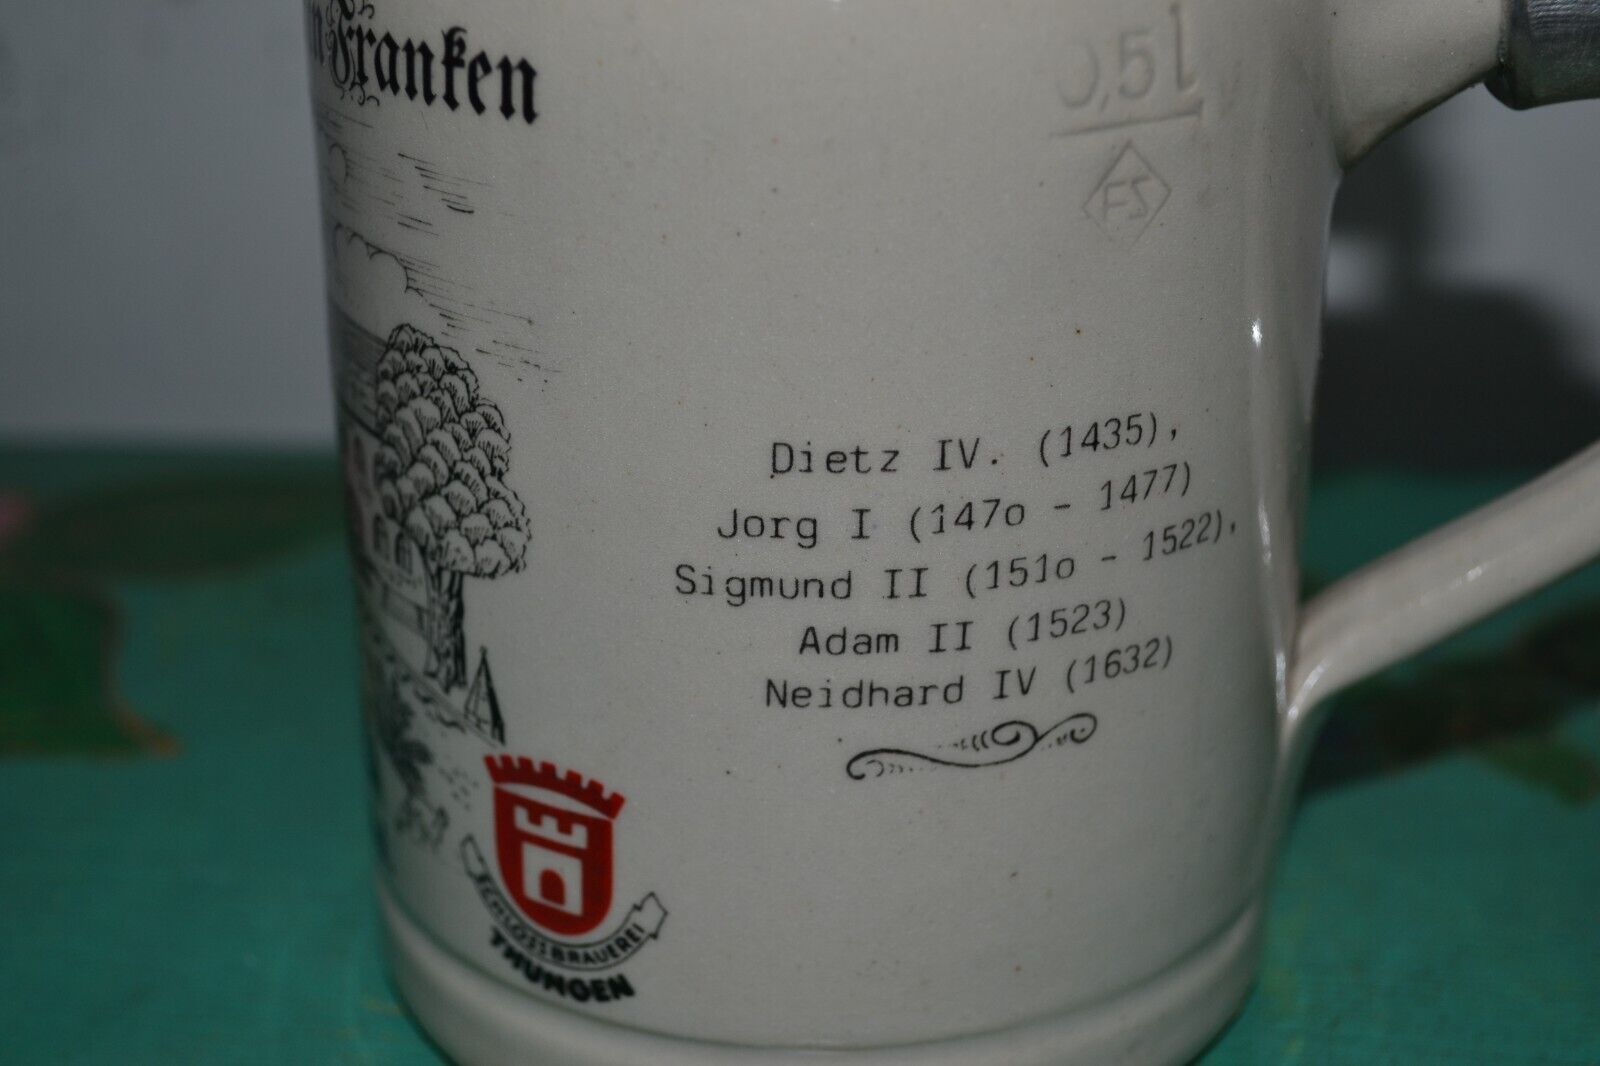 Franken
0,5l
FS
Dietz IV. (1435),
Jorg I (147o - 1477)
Sigmund II (151o - 1522),
Adam II (1523)
Neidhard IV (1632)
SCHLOSSBRAUEREI
THÜNGEN